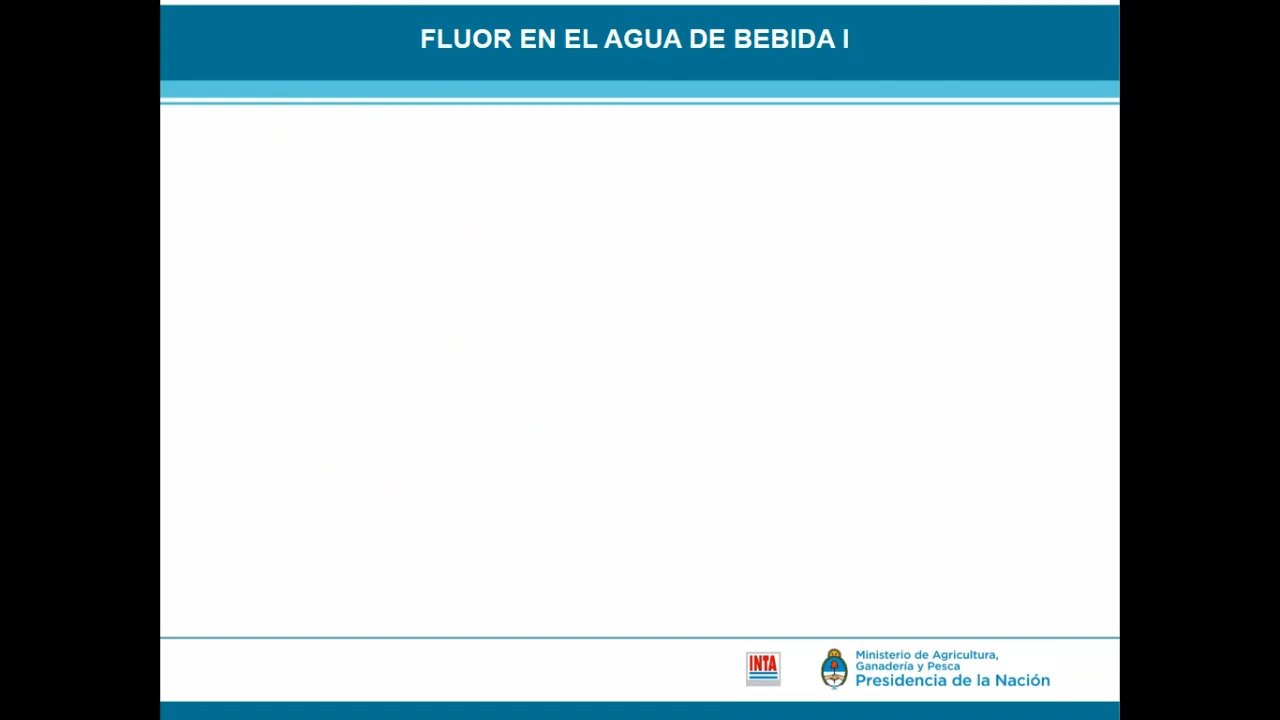 FLUOR EN EL AGUA DE BEBIDA I
INTA
Ministerio de Agricultura,
Ganadería y Pesca
Presidencia de la Nación